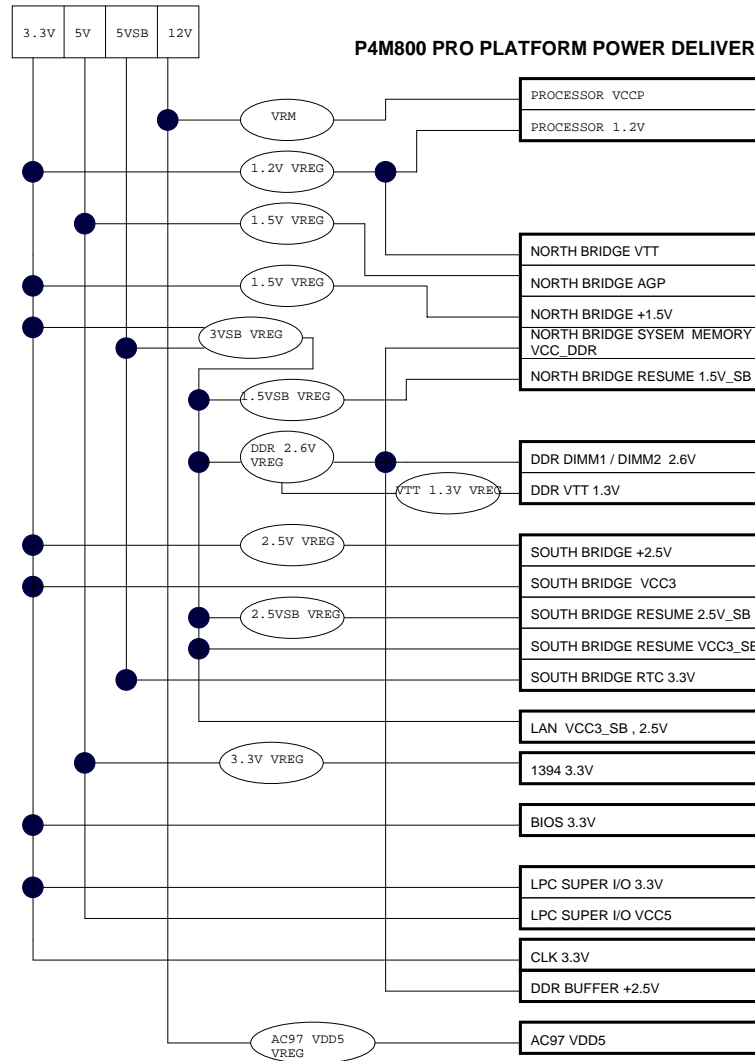 3.3V 5V 5VSB 12V
P4M800 PRO PLATFORM POWER DELIVER
VRM
PROCESSOR VCCP
PROCESSOR 1.2V
1.2V VREG
1.5V VREG
NORTH BRIDGE VTT
NORTH BRIDGE AGP
1.5V VREG
NORTH BRIDGE +1.5V
3VSB VREG
NORTH BRIDGE SYSEM MEMORY
VCC_DDR
1.5VSB VREG
NORTH BRIDGE RESUME 1.5V_SB
DDR 2.6V
VREG
DDR DIMM1 / DIMM2 2.6V
VTT 1.3V VREG
DDR VTT 1.3V
2.5V VREG
SOUTH BRIDGE +2.5V
SOUTH BRIDGE VCC3
2.5VSB VREG
SOUTH BRIDGE RESUME 2.5V_SB
SOUTH BRIDGE RESUME VCC3_SB
SOUTH BRIDGE RTC 3.3V
LAN VCC3_SB , 2.5V
3.3V VREG
1394 3.3V
BIOS 3.3V
LPC SUPER I/O 3.3V
LPC SUPER I/O VCC5
CLK 3.3V
DDR BUFFER +2.5V
AC97 VDD5
VREG
AC97 VDD5